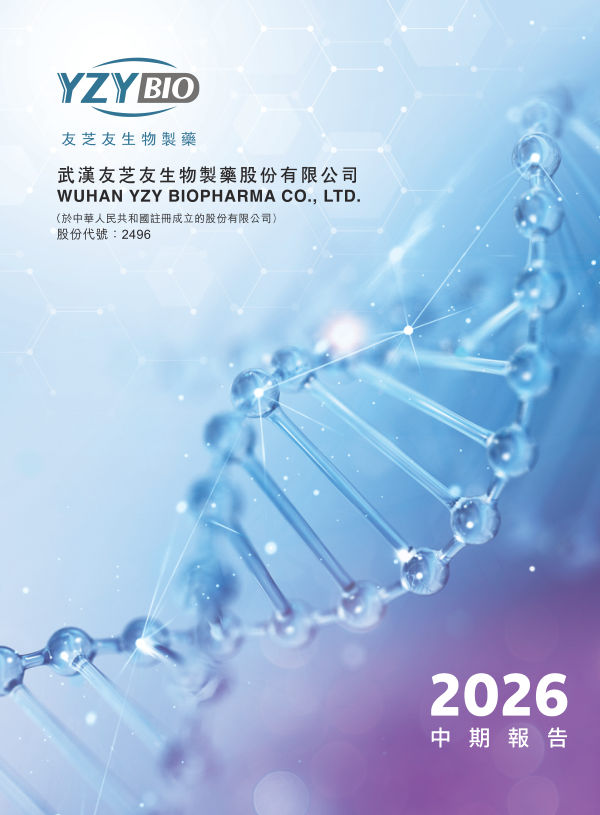 YZYBIO
友芝友生物製藥
武漢友芝友生物製藥股份有限公司
WUHAN YZY BIOPHARMA CO., LTD.
（於中華人民共和國註冊成立的股份有限公司）
股份代號：2496
2026
中期報告